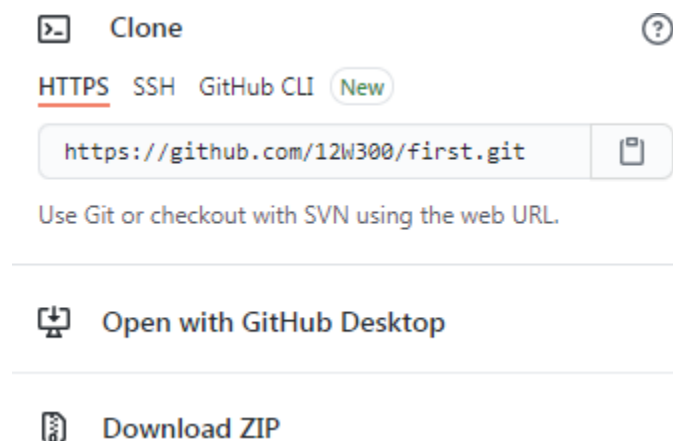 Clone
HTTPS SSH GitHub CLI New
https://github.com/12W300/first.git
Use Git or checkout with SVN using the web URL.
Open with GitHub Desktop
Download ZIP